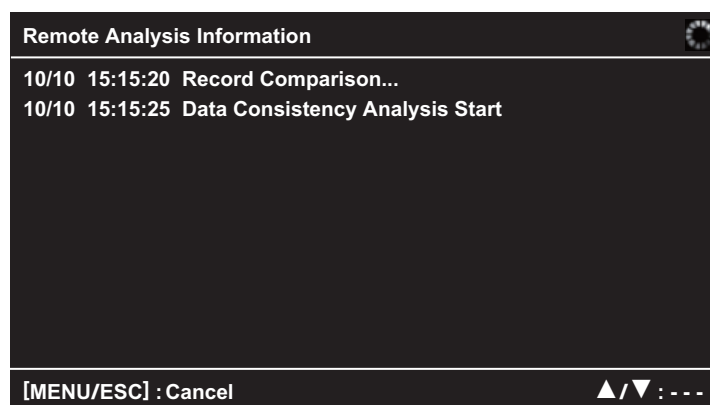 Remote Analysis Information
10/10 15:15:20 Record Comparison...
10/10 15:15:25 Data Consistency Analysis Start
[MENU/ESC] : Cancel ▲/▼ : - - -